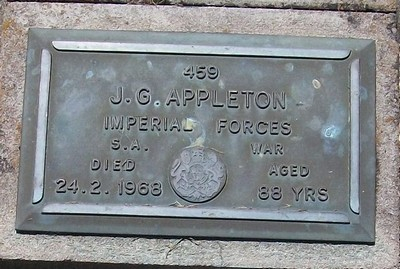 459
J. G. APPLETON
IMPERIAL FORCES
S.A. WAR
DIED AGED
24.2.1968 88 YRS